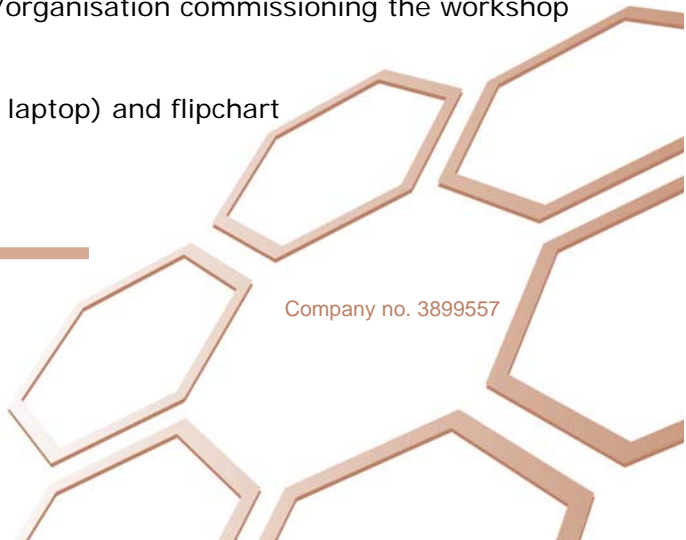 /organisation commissioning the workshop
laptop) and flipchart
Company no. 3899557